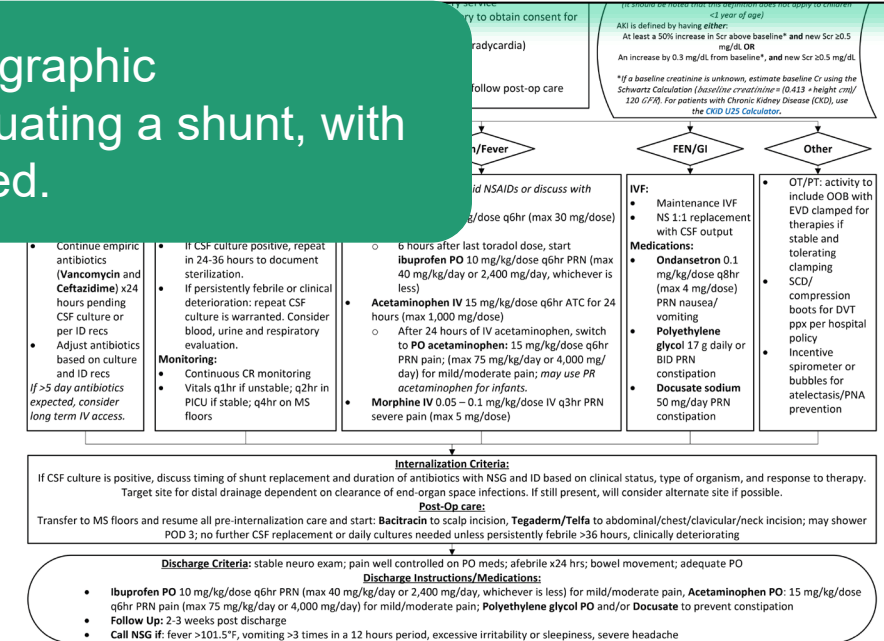 graphic
uating a shunt, with
ed.
ry to obtain consent for
radycardia)
follow post-op care
(It should be noted that this definition does not apply to children
<1 year of age)
AKI is defined by having either:
At least a 50% increase in Scr above baseline* and new Scr ≥0.5
mg/dL OR
An increase by 0.3 mg/dL from baseline*, and new Scr ≥0.5 mg/dL
*If a baseline creatinine is unknown, estimate baseline Cr using the
Schwartz Calculation (baseline creatinine = (0.413 * height cm)/
120 GFR). For patients with Chronic Kidney Disease (CKD), use
the CKiD U25 Calculator.
n/Fever
FEN/GI
Other
• Continue empiric
antibiotics
(Vancomycin and
Ceftazidime) x24
hours pending
CSF culture or
per ID recs
• Adjust antibiotics
based on culture
and ID recs
If >5 day antibiotics
expected, consider
long term IV access.
• If CSF culture positive, repeat
in 24-36 hours to document
sterilization.
• If persistently febrile or clinical
deterioration: repeat CSF
culture is warranted. Consider
blood, urine and respiratory
evaluation.
Monitoring:
• Continuous CR monitoring
• Vitals q1hr if unstable; q2hr in
PICU if stable; q4hr on MS
floors
id NSAIDs or discuss with
g/dose q6hr (max 30 mg/dose)
o 6 hours after last toradol dose, start
ibuprofen PO 10 mg/kg/dose q6hr PRN (max
40 mg/kg/day or 2,400 mg/day, whichever is
less)
• Acetaminophen IV 15 mg/kg/dose q6hr ATC for 24
hours (max 1,000 mg/dose)
o After 24 hours of IV acetaminophen, switch
to PO acetaminophen: 15 mg/kg/dose q6hr
PRN pain; (max 75 mg/kg/day or 4,000 mg/
day) for mild/moderate pain; may use PR
acetaminophen for infants.
• Morphine IV 0.05 – 0.1 mg/kg/dose IV q3hr PRN
severe pain (max 5 mg/dose)
IVF:
• Maintenance IVF
• NS 1:1 replacement
with CSF output
Medications:
• Ondansetron 0.1
mg/kg/dose q8hr
(max 4 mg/dose)
PRN nausea/
vomiting
• Polyethylene
glycol 17 g daily or
BID PRN
constipation
• Docusate sodium
50 mg/day PRN
constipation
• OT/PT: activity to
include OOB with
EVD clamped for
therapies if
stable and
tolerating
clamping
• SCD/
compression
boots for DVT
ppx per hospital
policy
• Incentive
spirometer or
bubbles for
atelectasis/PNA
prevention
Internalization Criteria:
If CSF culture is positive, discuss timing of shunt replacement and duration of antibiotics with NSG and ID based on clinical status, type of organism, and response to therapy.
Target site for distal drainage dependent on clearance of end-organ space infections. If still present, will consider alternate site if possible.
Post-Op care:
Transfer to MS floors and resume all pre-internalization care and start: Bacitracin to scalp incision, Tegaderm/Telfa to abdominal/chest/clavicular/neck incision; may shower
POD 3; no further CSF replacement or daily cultures needed unless persistently febrile >36 hours, clinically deteriorating
Discharge Criteria: stable neuro exam; pain well controlled on PO meds; afebrile x24 hrs; bowel movement; adequate PO
Discharge Instructions/Medications:
• Ibuprofen PO 10 mg/kg/dose q6hr PRN (max 40 mg/kg/day or 2,400 mg/day, whichever is less) for mild/moderate pain, Acetaminophen PO: 15 mg/kg/dose
q6hr PRN pain (max 75 mg/kg/day or 4,000 mg/day) for mild/moderate pain; Polyethylene glycol PO and/or Docusate to prevent constipation
• Follow Up: 2-3 weeks post discharge
• Call NSG if: fever >101.5°F, vomiting >3 times in a 12 hours period, excessive irritability or sleepiness, severe headache